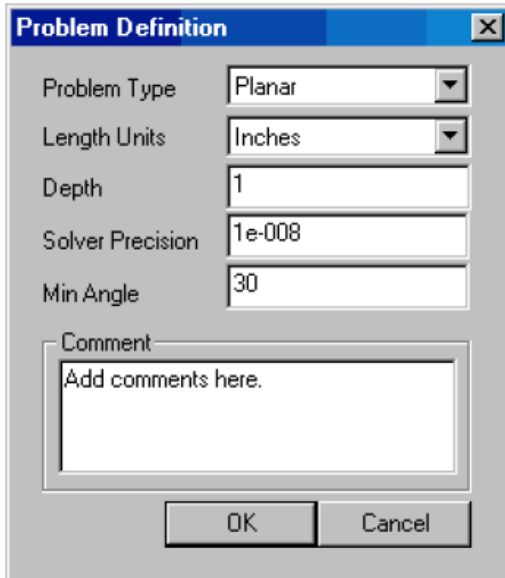 Problem Definition
Problem Type Planar
Length Units Inches
Depth 1
Solver Precision 1e-008
Min Angle 30
Comment
Add comments here.
OK Cancel